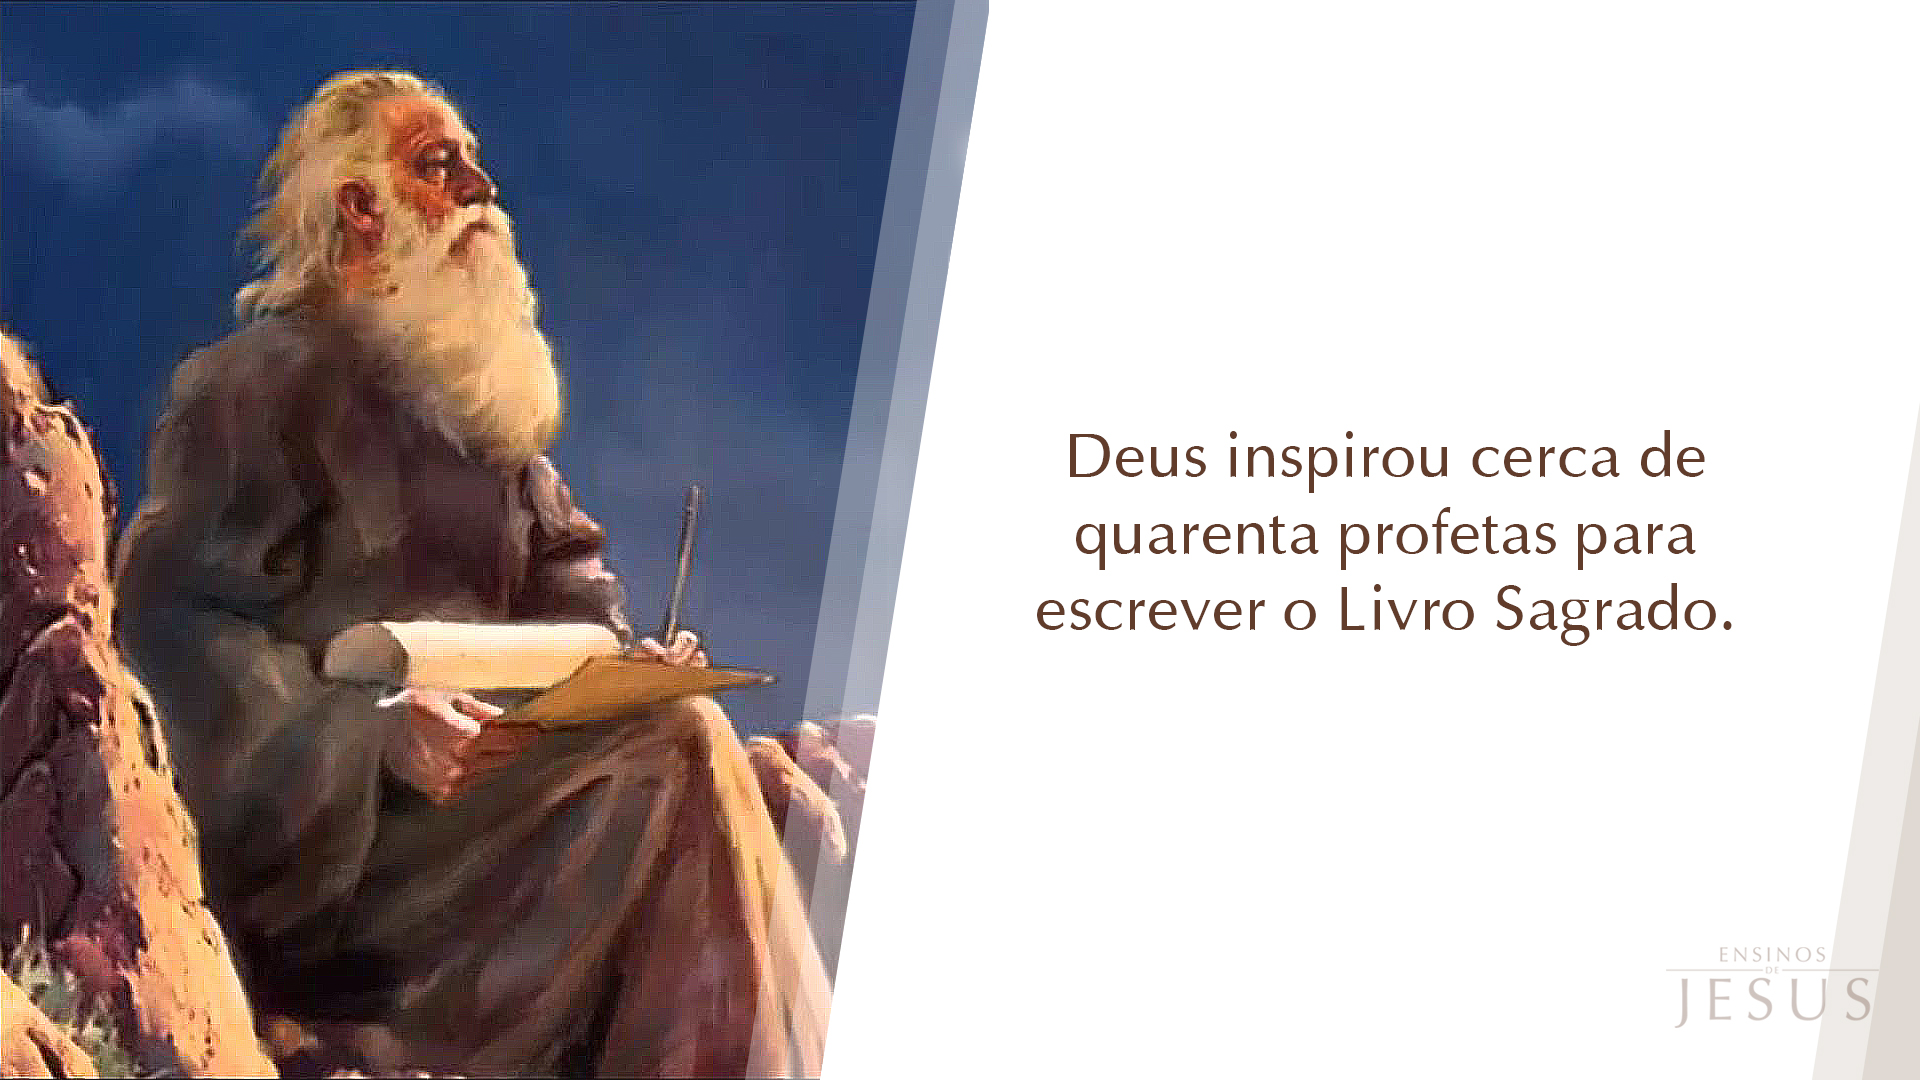 Deus inspirou cerca de
quarenta profetas para
escrever o Livro Sagrado.
ENSINOS
DE
JESUS